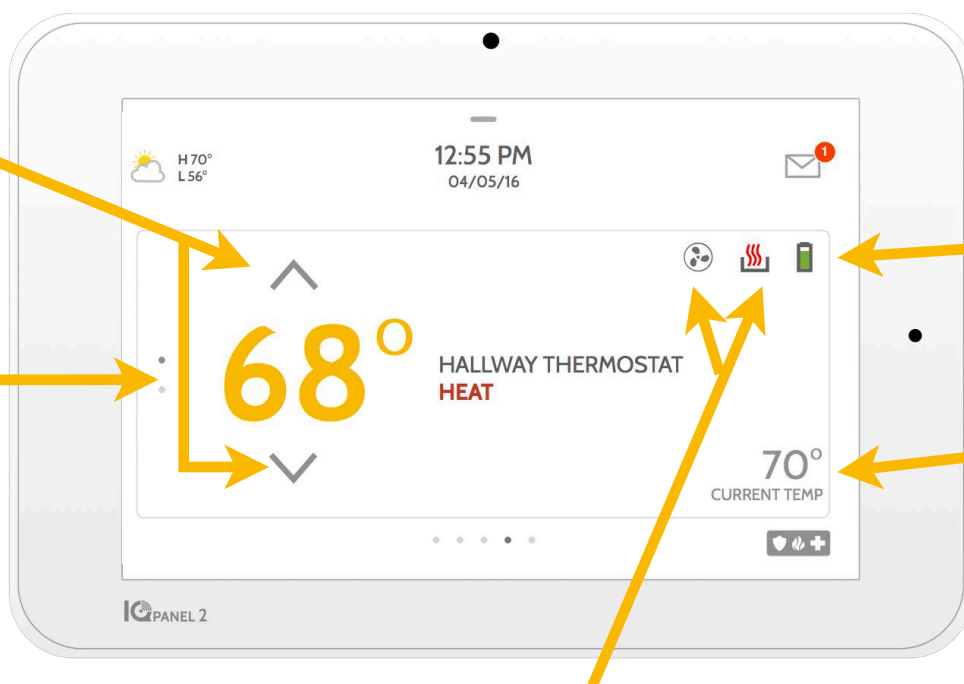 12:55 PM
04/05/16
H 70°
L 56°
1
68°
HALLWAY THERMOSTAT
HEAT
70°
CURRENT TEMP
IQ PANEL 2